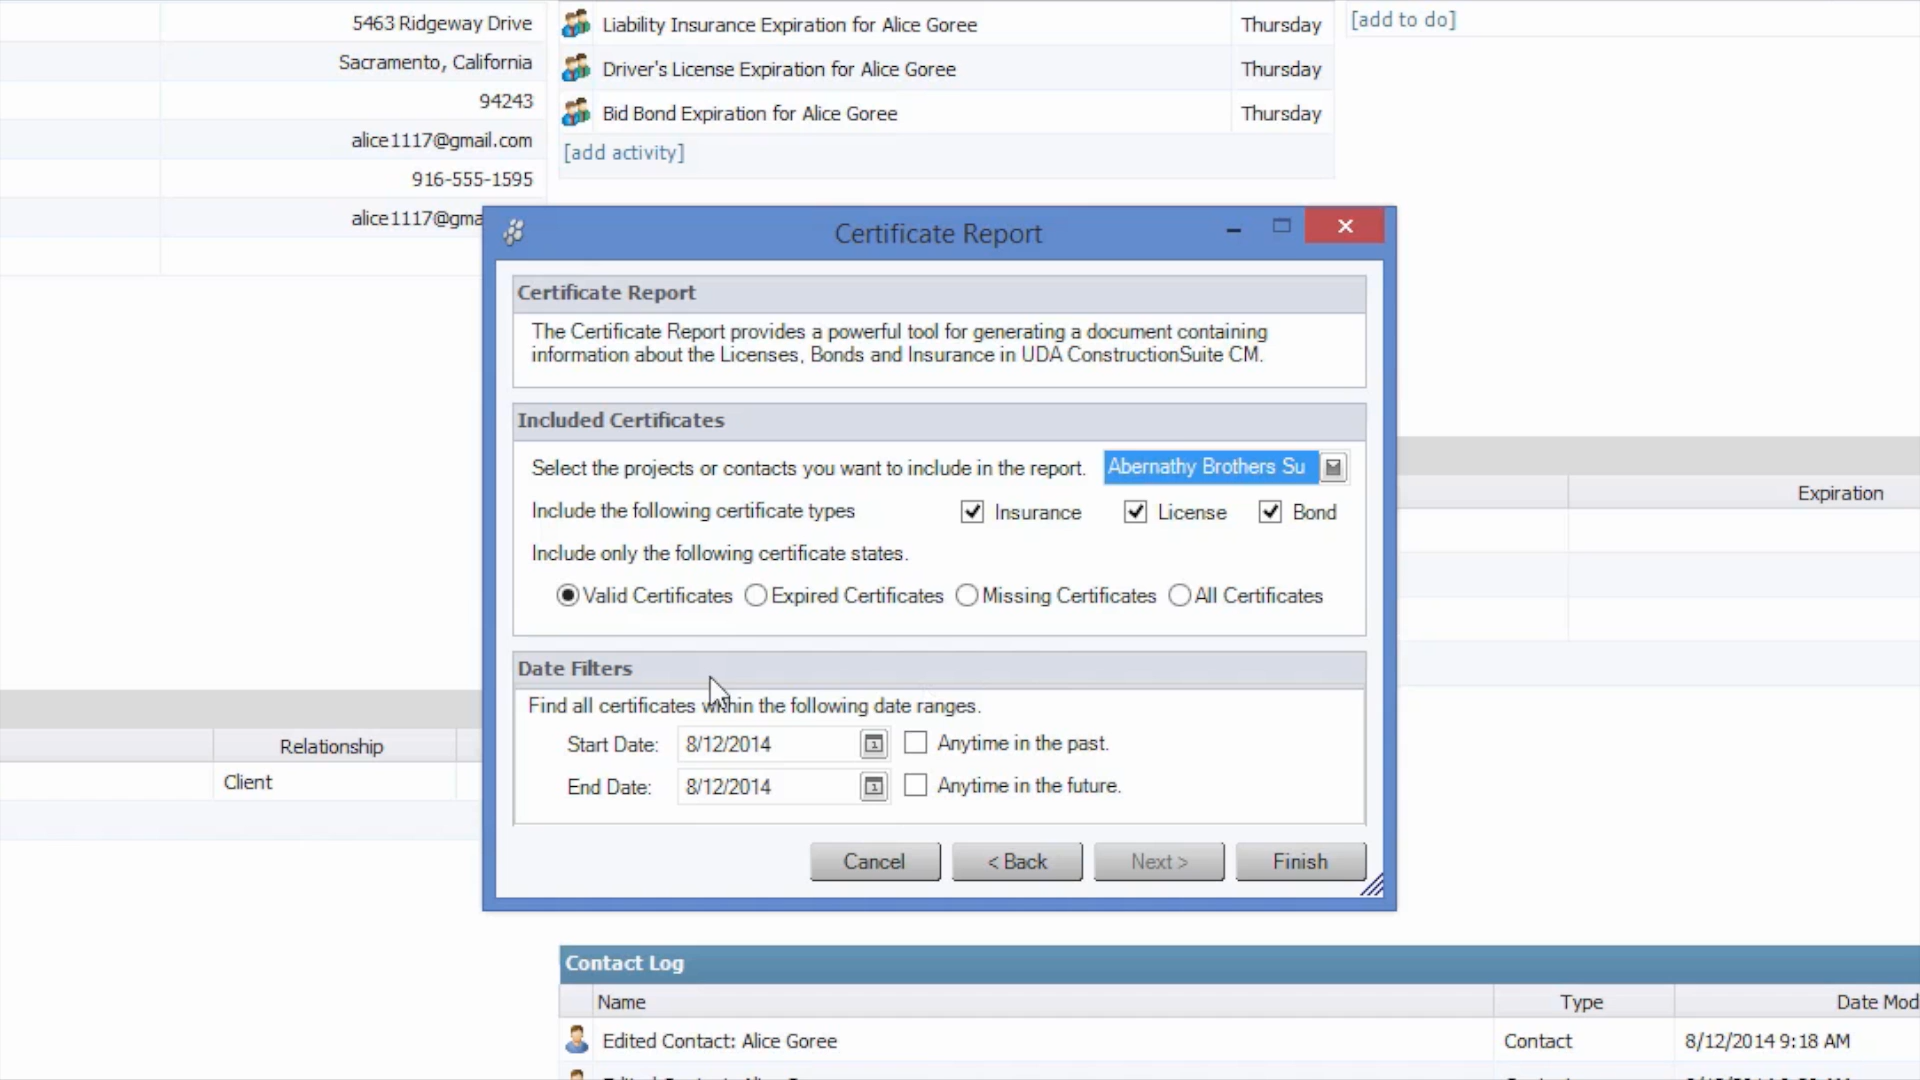 5463 Ridgeway Drive
Sacramento, California
94243
alice1117@gmail.com
916-555-1595
alice1117@gma
Liability Insurance Expiration for Alice Goree Thursday
Driver's License Expiration for Alice Goree Thursday
Bid Bond Expiration for Alice Goree Thursday
[add activity]
[add to do]
Certificate Report
Certificate Report
The Certificate Report provides a powerful tool for generating a document containing
information about the Licenses, Bonds and Insurance in UDA ConstructionSuite CM.
Included Certificates
Select the projects or contacts you want to include in the report. Abernathy Brothers Su
Include the following certificate types Insurance License Bond
Include only the following certificate states.
Valid Certificates Expired Certificates Missing Certificates All Certificates
Date Filters
Find all certificates within the following date ranges.
Start Date: 8/12/2014 Anytime in the past.
End Date: 8/12/2014 Anytime in the future.
Cancel < Back Next > Finish
Expiration
Relationship
Client
Contact Log
Name Type Date Mod
Edited Contact: Alice Goree Contact 8/12/2014 9:18 AM